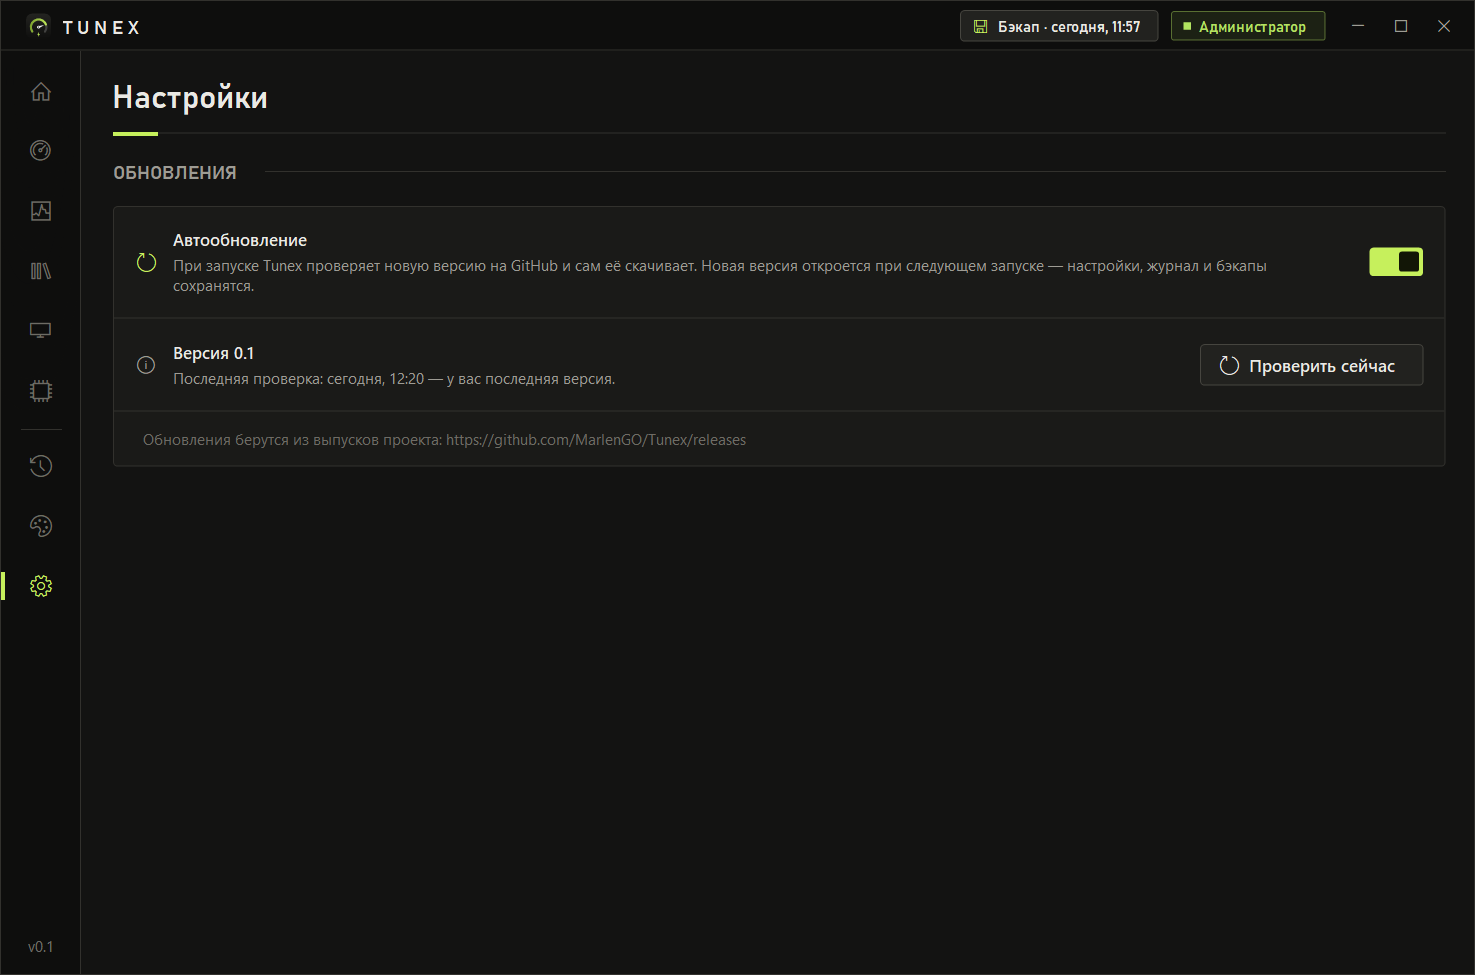 TUNEX
Бэкап · сегодня, 11:57
Администратор
Настройки
ОБНОВЛЕНИЯ
Автообновление
При запуске Tunex проверяет новую версию на GitHub и сам её скачивает. Новая версия откроется при следующем запуске — настройки, журнал и бэкапы
сохранятся.
Версия 0.1
Последняя проверка: сегодня, 12:20 — у вас последняя версия.
Проверить сейчас
Обновления берутся из выпусков проекта: https://github.com/MarlenGO/Tunex/releases
v0.1